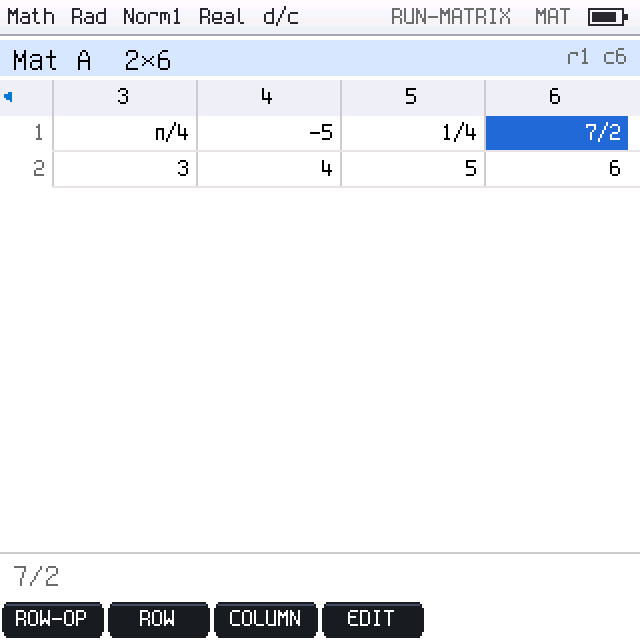 Math Rad Norm1 Real d/c RUN-MATRIX MAT
Mat A 2×6 r1 c6
3 4 5 6
1 π/4 -5 1/4 7/2
2 3 4 5 6
7/2
ROW-OP ROW COLUMN EDIT